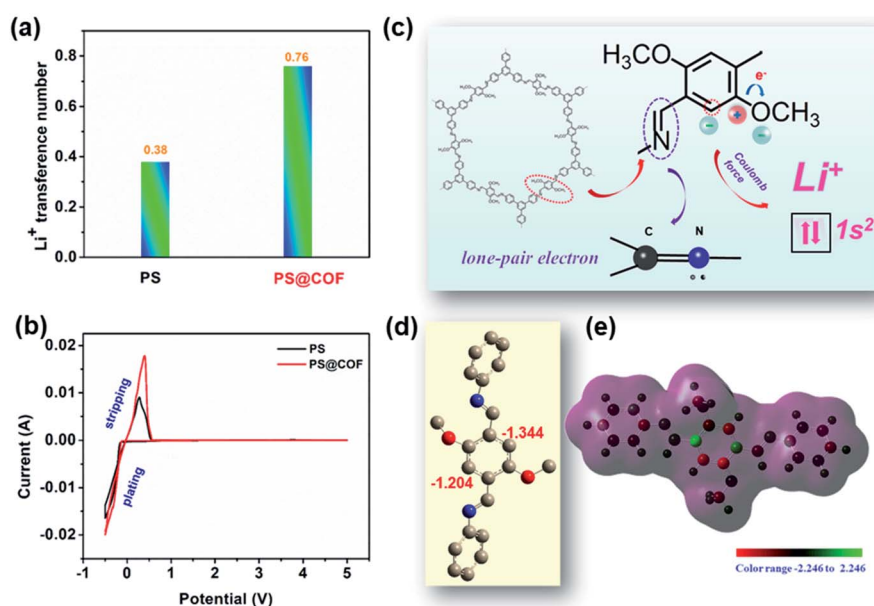 (a)
Li+ transference number
0.8
0.6
0.4
0.2
0.0
0.38
0.76
PS
PS@COF
(b)
Current (A)
0.02
0.01
0.00
-0.01
-0.02
stripping
plating
PS
PS@COF
-1 0 1 2 3 4 5
Potential (V)
(c)
H₃CO
e-
OCH₃
N
Coulomb
force
Li+
1s²
C N
lone-pair electron
(d)
-1.344
-1.204
(e)
Color range -2.246 to 2.246